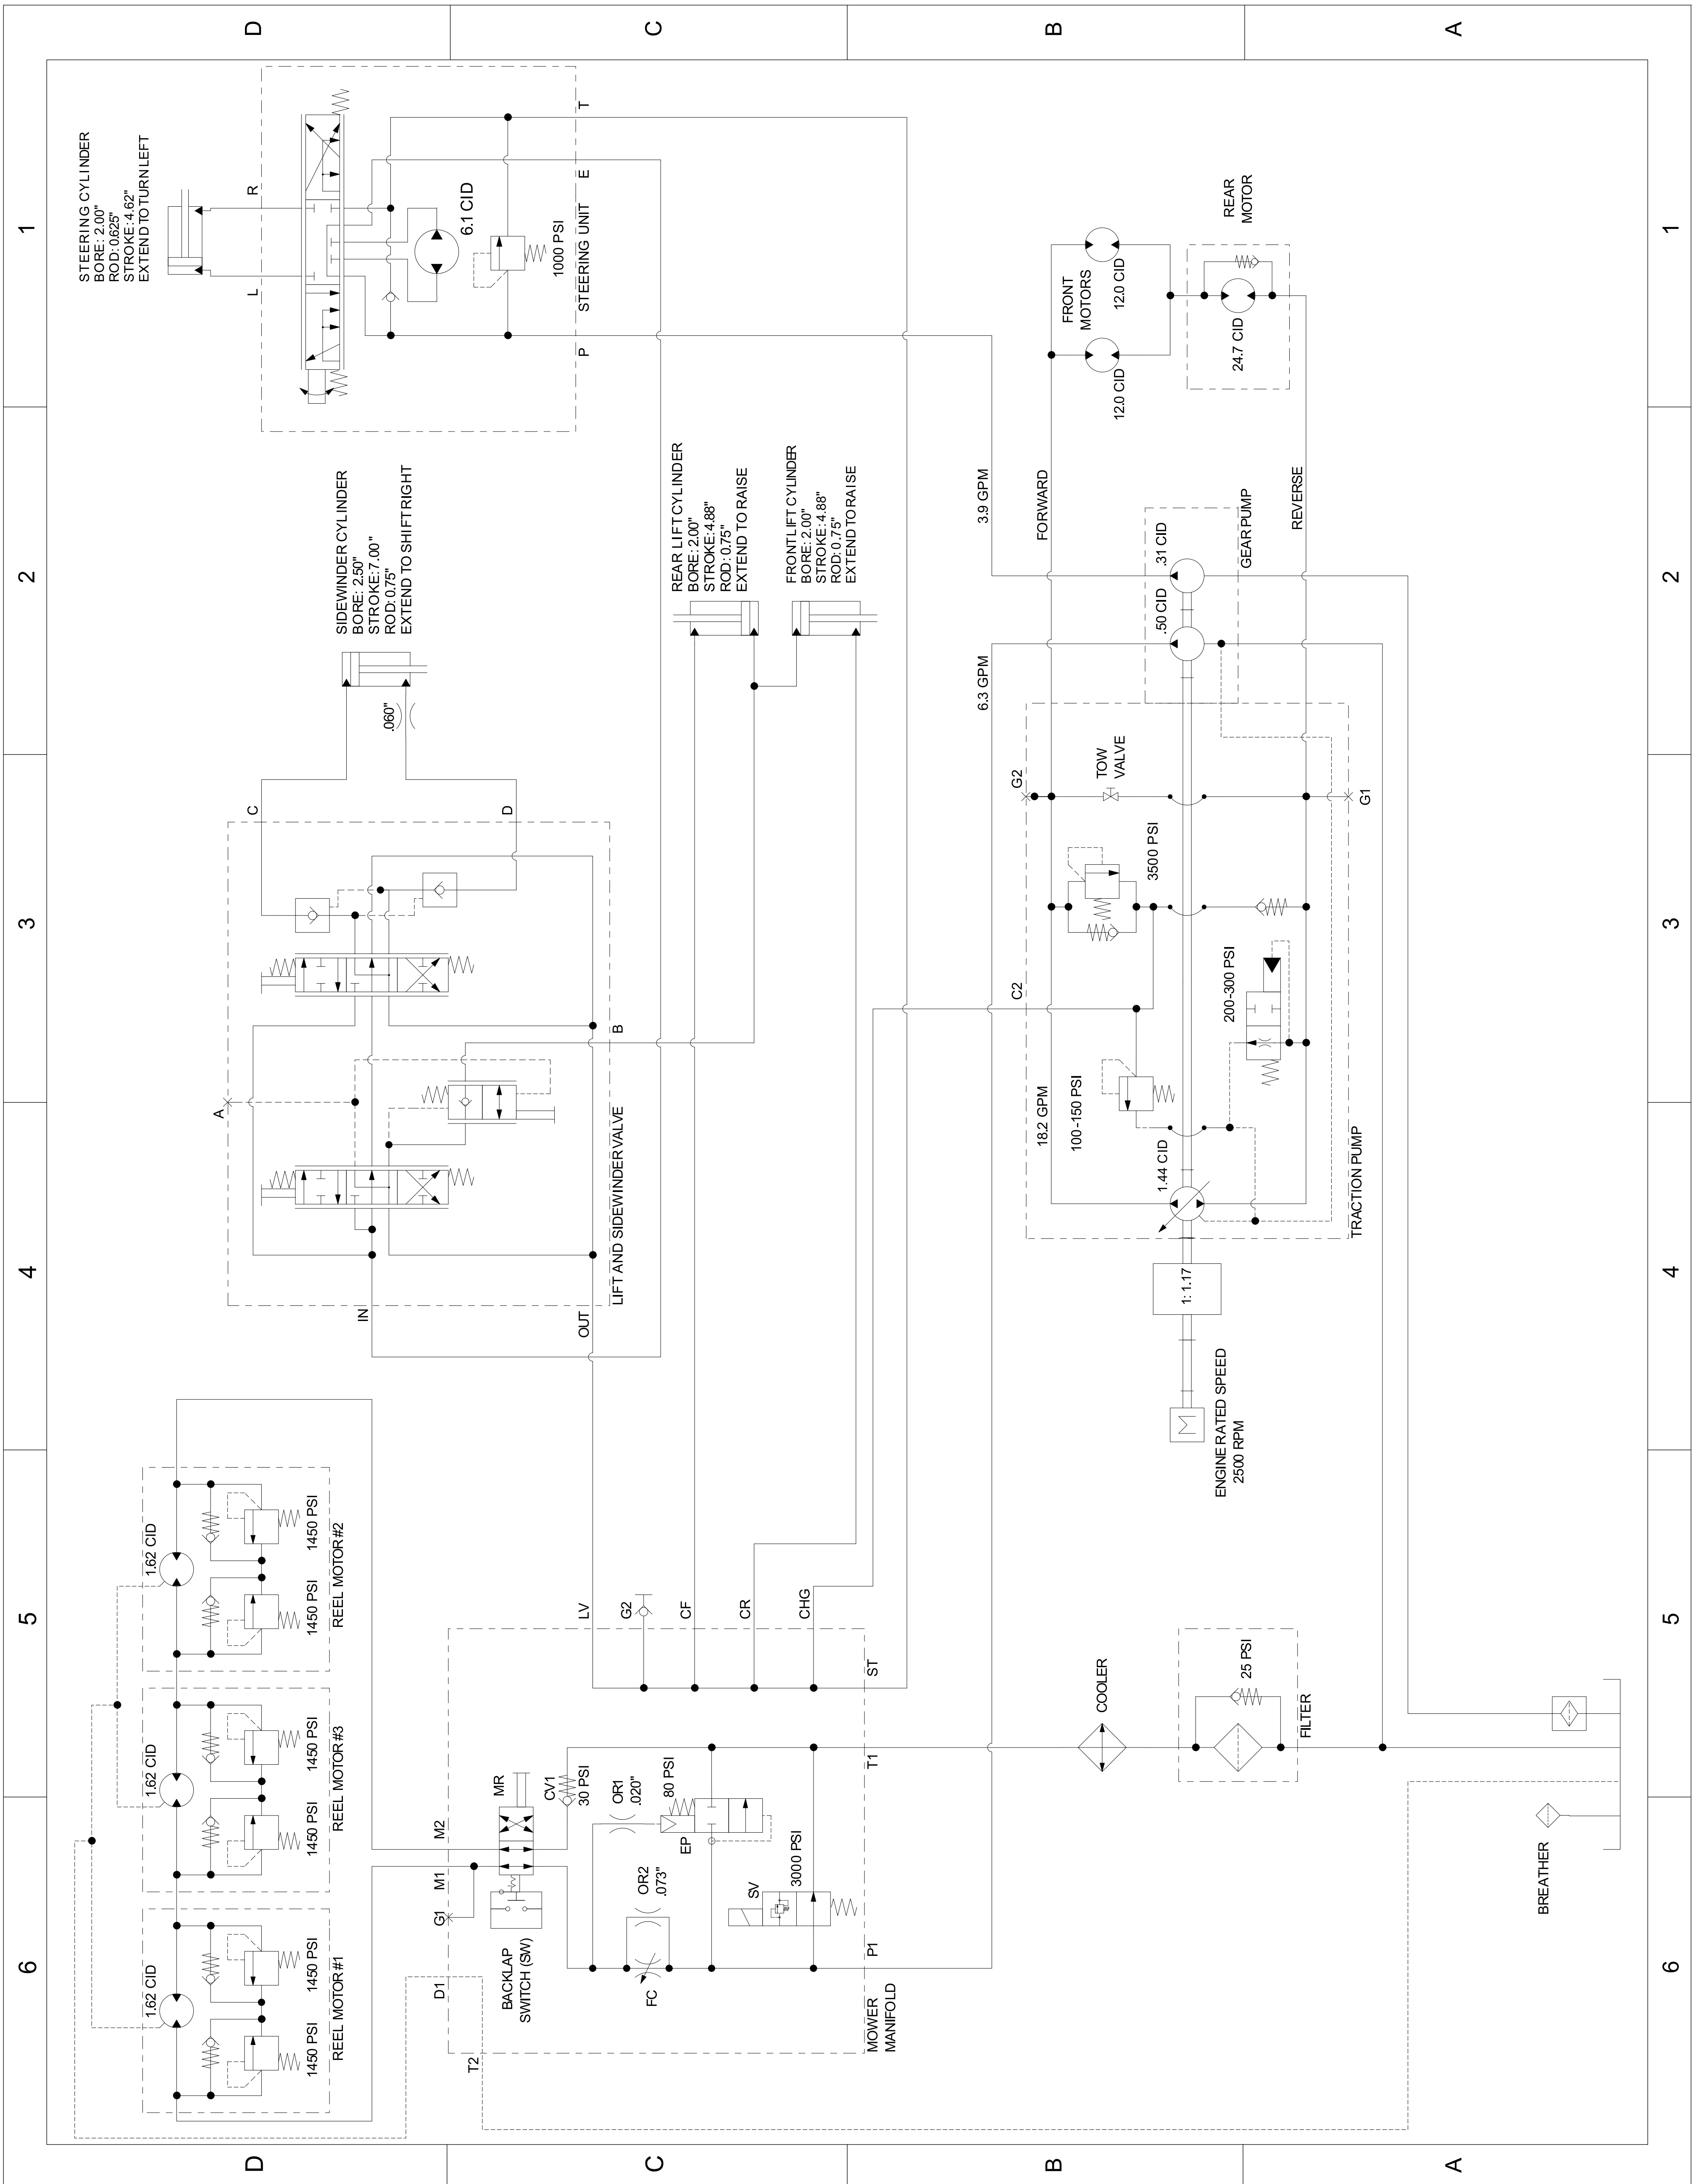 D
C
B
A
1
2
3
4
5
6
STEERING CYLINDER
BORE: 2.00"
ROD: 0.625"
STROKE: 4.62"
EXTEND TO TURN LEFT
L
R
6.1 CID
1000 PSI
STEERING UNIT
P
E
T
SIDEWINDER CYLINDER
BORE: 2.50"
STROKE: 7.00"
ROD: 0.75"
EXTEND TO SHIFT RIGHT
.060"
C
D
A
B
IN
OUT
LIFT AND SIDEWINDER VALVE
REAR LIFT CYLINDER
BORE: 2.00"
STROKE: 4.88"
ROD: 0.75"
EXTEND TO RAISE
FRONT LIFT CYLINDER
BORE: 2.00"
STROKE: 4.88"
ROD: 0.75"
EXTEND TO RAISE
1.62 CID
1450 PSI
1450 PSI
REEL MOTOR #1
1.62 CID
1450 PSI
1450 PSI
REEL MOTOR #3
1.62 CID
1450 PSI
1450 PSI
REEL MOTOR #2
T2
D1
G1
M1
M2
BACKLAP
SWITCH (SW)
MR
CV1
30 PSI
OR1
.020"
OR2
.073"
FC
EP
80 PSI
SV
3000 PSI
P1
T1
ST
MOWER
MANIFOLD
LV
G2
CF
CR
CHG
COOLER
25 PSI
FILTER
BREATHER
ENGINE RATED SPEED
2500 RPM
M
1: 1.17
1.44 CID
18.2 GPM
100-150 PSI
200-300 PSI
C2
3500 PSI
G2
TOW
VALVE
G1
TRACTION PUMP
6.3 GPM
3.9 GPM
.50 CID
.31 CID
GEAR PUMP
FORWARD
REVERSE
FRONT
MOTORS
12.0 CID
12.0 CID
24.7 CID
REAR
MOTOR
1
2
3
4
5
6
D
C
B
A